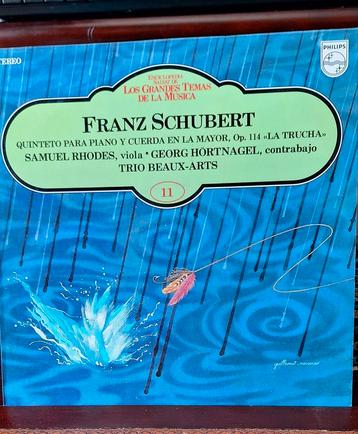 STEREO
PHILIPS
ENCICLOPEDIA
SALVAT DE
LOS GRANDES TEMAS
DE LA MÚSICA
FRANZ SCHUBERT
QUINTETO PARA PIANO Y CUERDA EN LA MAYOR, Op. 114 «LA TRUCHA»
SAMUEL RHODES, viola • GEORG HÖRTNAGEL, contrabajo
TRIO BEAUX-ARTS
11